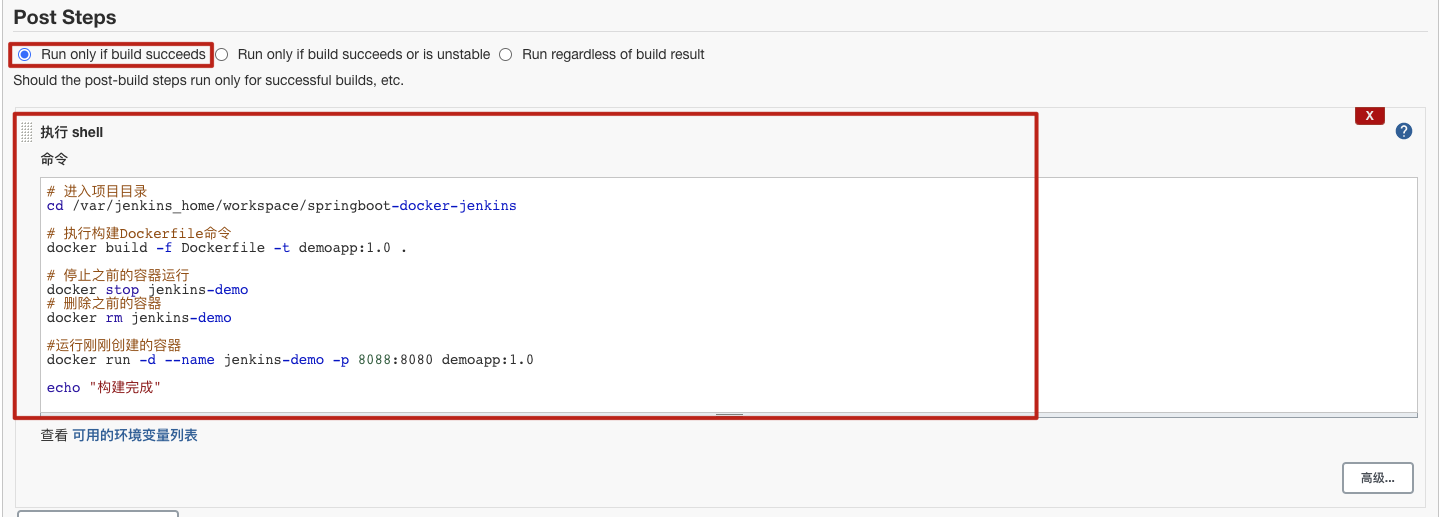 Post Steps
Run only if build succeeds Run only if build succeeds or is unstable Run regardless of build result
Should the post-build steps run only for successful builds, etc.
X
执行 shell
命令
# 进入项目目录
cd /var/jenkins_home/workspace/springboot-docker-jenkins
# 执行构建Dockerfile命令
docker build -f Dockerfile -t demoapp:1.0 .
# 停止之前的容器运行
docker stop jenkins-demo
# 删除之前的容器
docker rm jenkins-demo
#运行刚刚创建的容器
docker run -d --name jenkins-demo -p 8088:8080 demoapp:1.0
echo "构建完成"
查看 可用的环境变量列表
高级...